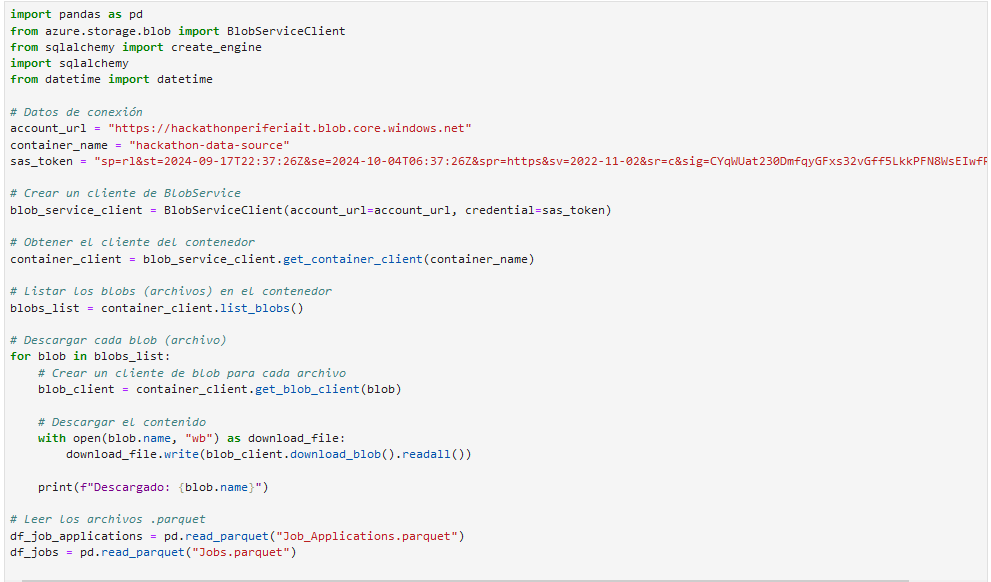 import pandas as pd
from azure.storage.blob import BlobServiceClient
from sqlalchemy import create_engine
import sqlalchemy
from datetime import datetime
# Datos de conexión
account_url = "https://hackathonperiferiait.blob.core.windows.net"
container_name = "hackathon-data-source"
sas_token = "sp=rl&st=2024-09-17T22:37:26Z&se=2024-10-04T06:37:26Z&spr=https&sv=2022-11-02&sr=c&sig=CYqWUat230DmfqyGFxs32vGff5LkkPFN8WsEIwfF
# Crear un cliente de BlobService
blob_service_client = BlobServiceClient(account_url=account_url, credential=sas_token)
# Obtener el cliente del contenedor
container_client = blob_service_client.get_container_client(container_name)
# Listar los blobs (archivos) en el contenedor
blobs_list = container_client.list_blobs()
# Descargar cada blob (archivo)
for blob in blobs_list:
    # Crear un cliente de blob para cada archivo
    blob_client = container_client.get_blob_client(blob)
    # Descargar el contenido
    with open(blob.name, "wb") as download_file:
        download_file.write(blob_client.download_blob().readall())
    print(f"Descargado: {blob.name}")
# Leer los archivos .parquet
df_job_applications = pd.read_parquet("Job_Applications.parquet")
df_jobs = pd.read_parquet("Jobs.parquet")